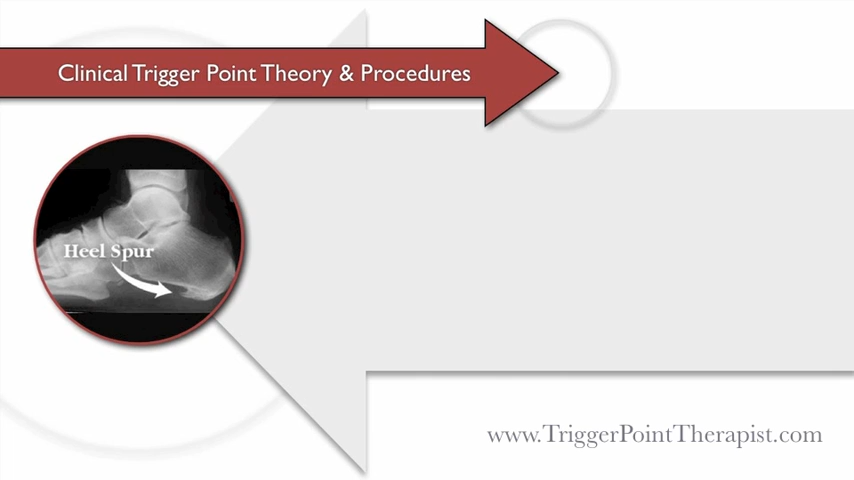 Clinical Trigger Point Theory & Procedures
Heel Spur
www.TriggerPointTherapist.com